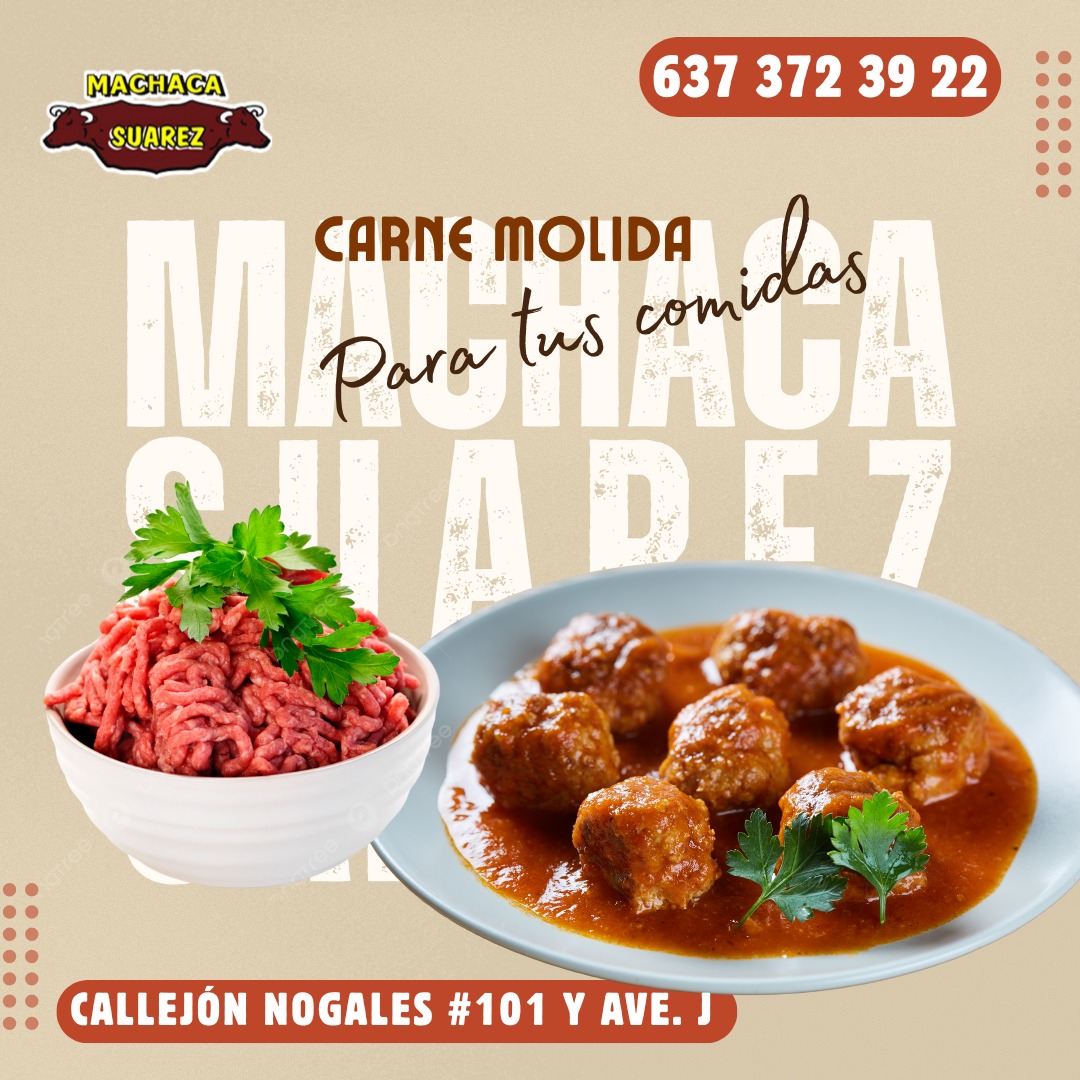 MACHACA
SUAREZ
637 372 39 22
MACHACA
CARNE MOLIDA
Para tus comidas
SUAREZ
CALLEJÓN NOGALES #101 Y AVE. J